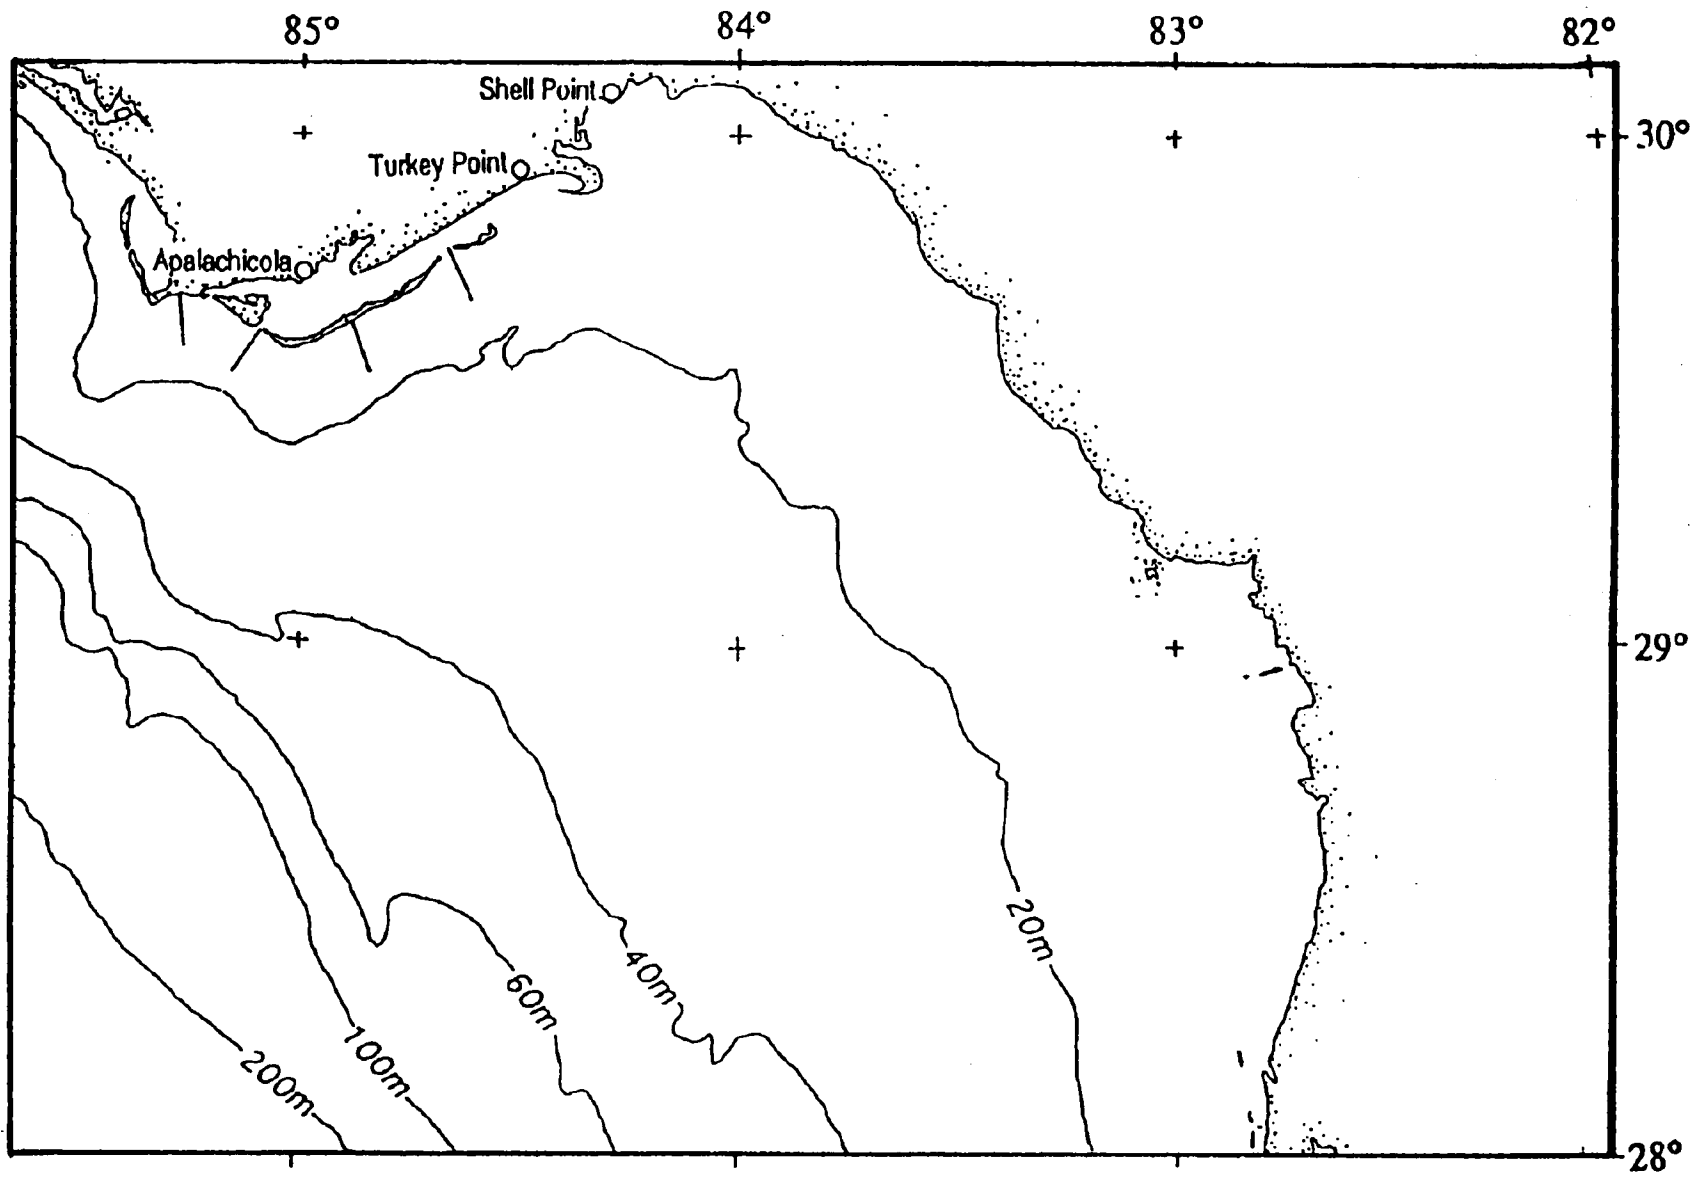 85° 84° 83° 82°
Shell Point
30°
Turkey Point
Apalachicola
29°
20m
40m
60m
100m
200m
28°